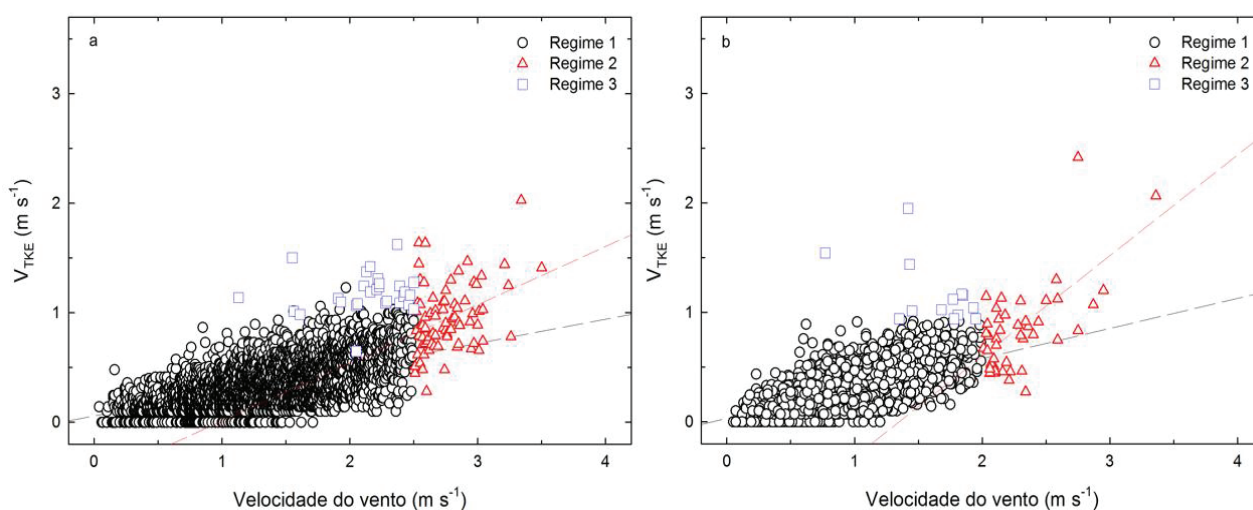 a
Regime 1
Regime 2
Regime 3
3
2
1
0
V_TKE (m s⁻¹)
0 1 2 3 4
Velocidade do vento (m s⁻¹)
b
Regime 1
Regime 2
Regime 3
3
2
1
0
V_TKE (m s⁻¹)
0 1 2 3 4
Velocidade do vento (m s⁻¹)